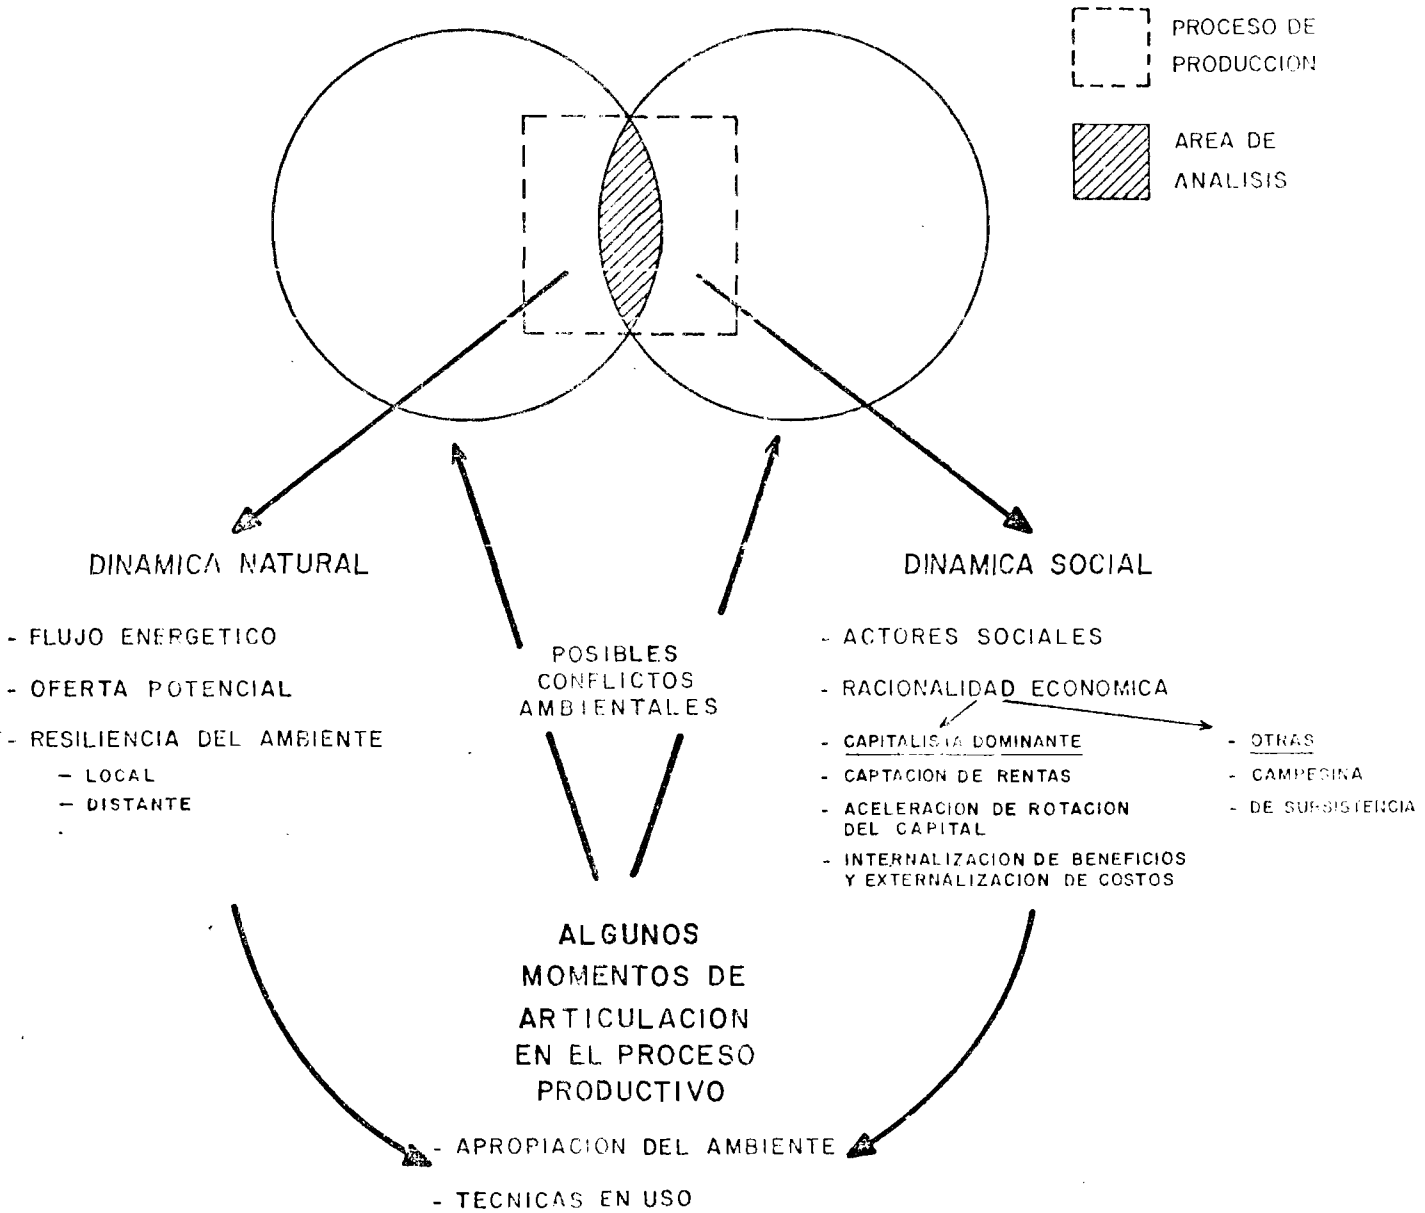 PROCESO DE
PRODUCCION
AREA DE
ANALISIS
DINAMICA NATURAL
- FLUJO ENERGETICO
- OFERTA POTENCIAL
- RESILIENCIA DEL AMBIENTE
- LOCAL
- DISTANTE
POSIBLES
CONFLICTOS
AMBIENTALES
DINAMICA SOCIAL
- ACTORES SOCIALES
- RACIONALIDAD ECONOMICA
- CAPITALISTA DOMINANTE
- CAPTACION DE RENTAS
- ACELERACION DE ROTACION
DEL CAPITAL
- INTERNALIZACION DE BENEFICIOS
Y EXTERNALIZACION DE COSTOS
- OTRAS
- CAMPESINA
- DE SUBSISTENCIA
ALGUNOS
MOMENTOS DE
ARTICULACION
EN EL PROCESO
PRODUCTIVO
- APROPIACION DEL AMBIENTE
- TECNICAS EN USO